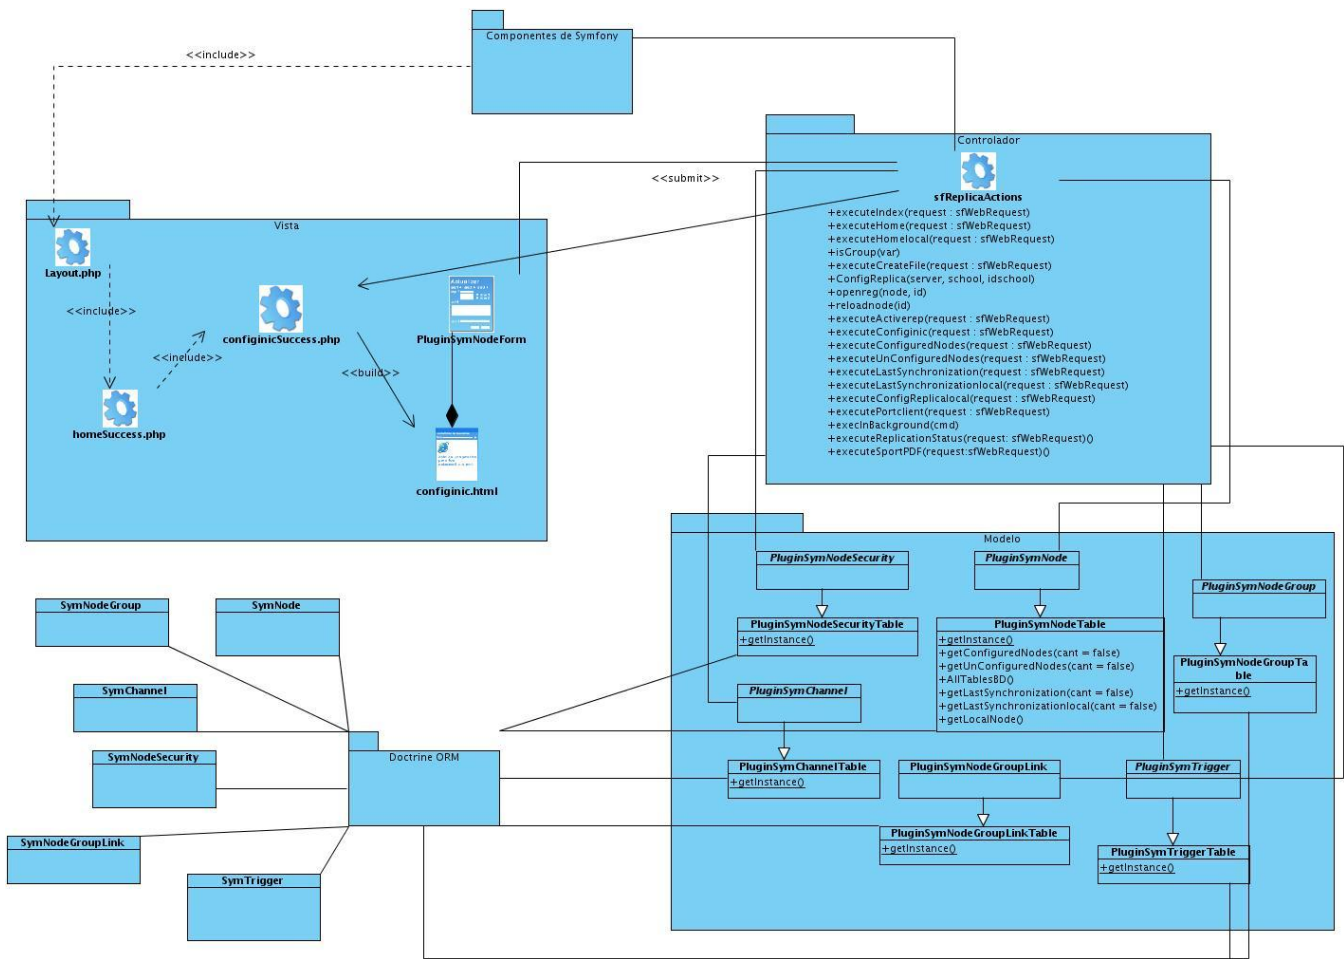 Componentes de Symfony
<<include>>
Controlador
<<submit>>
sfReplicaActions
+executeIndex(request : sfWebRequest)
+executeHome(request : sfWebRequest)
+executeHomelocal(request : sfWebRequest)
+isGroup(var)
+executeCreateFile(request : sfWebRequest)
+ConfigReplica(server, school, idschool)
+openreg(node, id)
+reloadnode(id)
+executeActiverep(request : sfWebRequest)
+executeConfiginic(request : sfWebRequest)
+executeConfiguredNodes(request : sfWebRequest)
+executeUnConfiguredNodes(request : sfWebRequest)
+executeLastSynchronization(request : sfWebRequest)
+executeLastSynchronizationlocal(request : sfWebRequest)
+executeConfigReplicalocal(request : sfWebRequest)
+executePortclient(request : sfWebRequest)
+execInBackground(cmd)
+executeReplicationStatus(request: sfWebRequest)()
+executeSportPDF(request:sfWebRequest)()
Vista
Layout.php
<<include>>
configinicSuccess.php
PluginSymNodeForm
<<include>>
<<build>>
homeSuccess.php
configinic.html
Modelo
PluginSymNodeSecurity
PluginSymNode
PluginSymNodeGroup
PluginSymNodeSecurityTable
+getInstance()
PluginSymNodeTable
+getInstance()
+getConfiguredNodes(cant = false)
+getUnConfiguredNodes(cant = false)
+AllTablesBD()
+getLastSynchronization(cant = false)
+getLastSynchronizationlocal(cant = false)
+getLocalNode()
PluginSymNodeGroupTa
ble
+getInstance()
PluginSymChannel
PluginSymChannelTable
+getInstance()
PluginSymNodeGroupLink
PluginSymTrigger
PluginSymNodeGroupLinkTable
+getInstance()
PluginSymTriggerTable
+getInstance()
SymNodeGroup
SymNode
SymChannel
SymNodeSecurity
Doctrine ORM
SymNodeGroupLink
SymTrigger